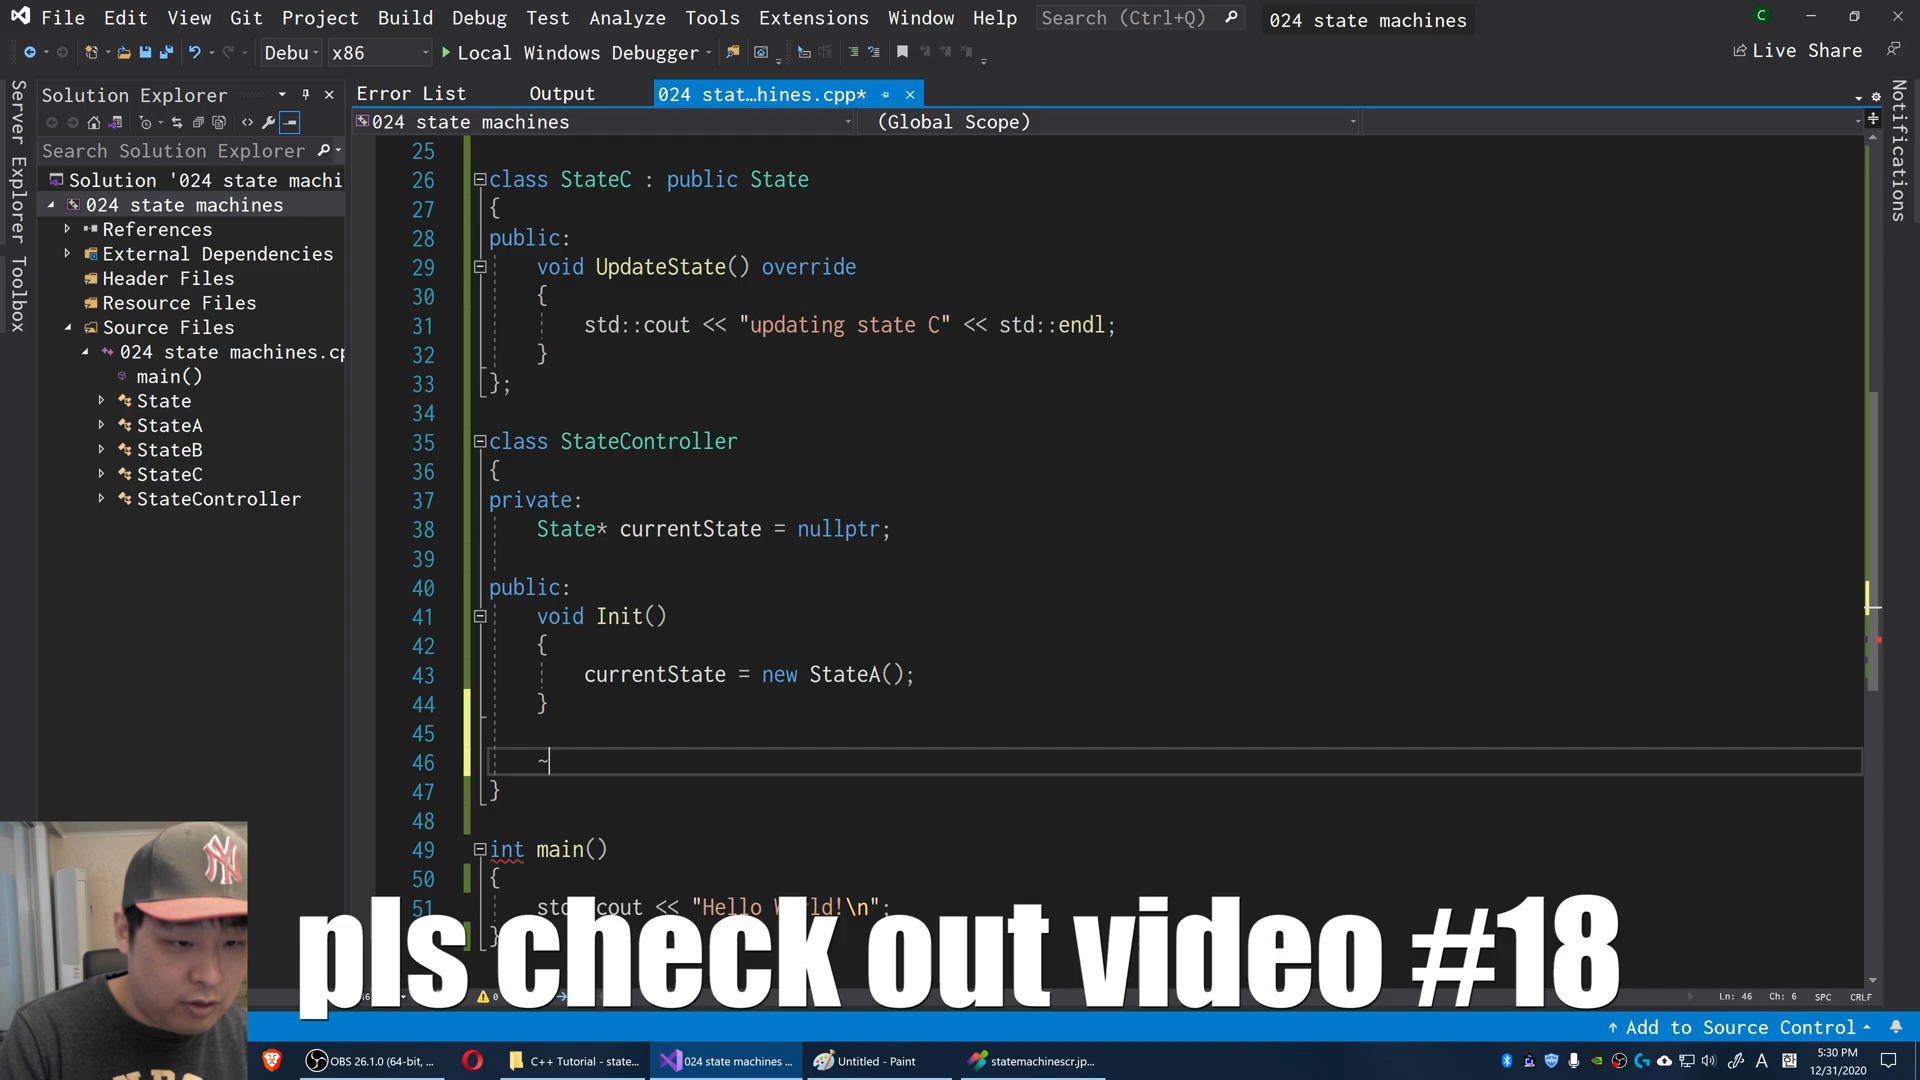 File Edit View Git Project Build Debug Test Analyze Tools Extensions Window Help Search (Ctrl+Q) 024 state machines
Debu x86 Local Windows Debugger Live Share
Server Explorer
Toolbox
Solution Explorer
Search Solution Explorer
Solution '024 state machi
024 state machines
References
External Dependencies
Header Files
Resource Files
Source Files
024 state machines.cp
main()
State
StateA
StateB
StateC
StateController
Error List Output 024 stat...hines.cpp*
024 state machines (Global Scope)
25
26 class StateC : public State
27 {
28 public:
29 void UpdateState() override
30 {
31 std::cout << "updating state C" << std::endl;
32 }
33 };
34
35 class StateController
36 {
37 private:
38 State* currentState = nullptr;
39
40 public:
41 void Init()
42 {
43 currentState = new StateA();
44 }
45
46 ~
47 }
48
49 int main()
50 {
51 std::cout << "Hello World!\n";
}
pls check out video #18
Notifications
Ln: 46 Ch: 6 SPC CRLF
Add to Source Control
OBS 26.1.0 (64-bit, ... C++ Tutorial - state... 024 state machines ... Untitled - Paint statemachinescr.jp...
A 5:30 PM
12/31/2020